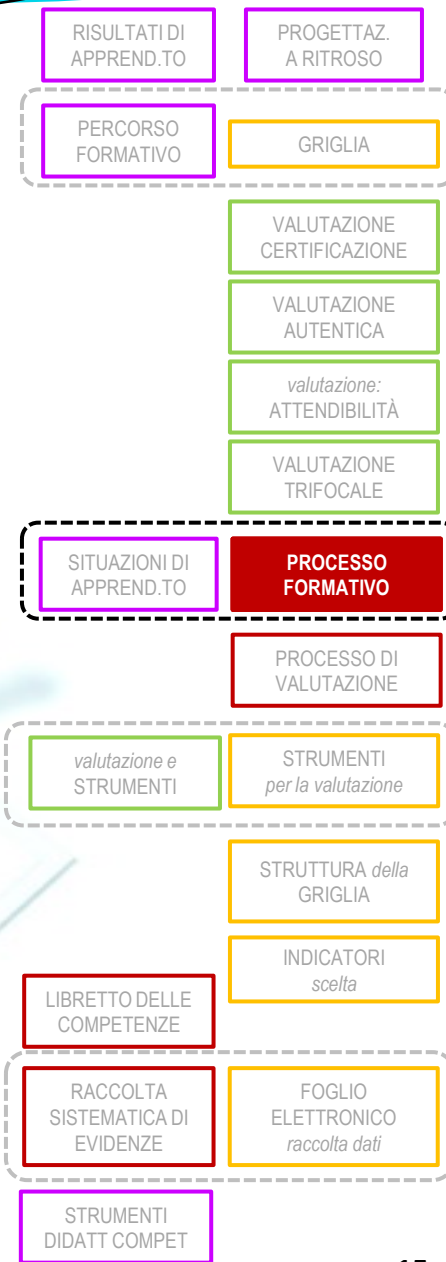 RISULTATI DI
APPREND.TO
PROGETTAZ.
A RITROSO
PERCORSO
FORMATIVO
GRIGLIA
VALUTAZIONE
CERTIFICAZIONE
VALUTAZIONE
AUTENTICA
valutazione:
ATTENDIBILITÀ
VALUTAZIONE
TRIFOCALE
SITUAZIONI DI
APPREND.TO
PROCESSO
FORMATIVO
PROCESSO DI
VALUTAZIONE
valutazione e
STRUMENTI
STRUMENTI
per la valutazione
STRUTTURA della
GRIGLIA
INDICATORI
scelta
LIBRETTO DELLE
COMPETENZE
RACCOLTA
SISTEMATICA DI
EVIDENZE
FOGLIO
ELETTRONICO
raccolta dati
STRUMENTI
DIDATT COMPET